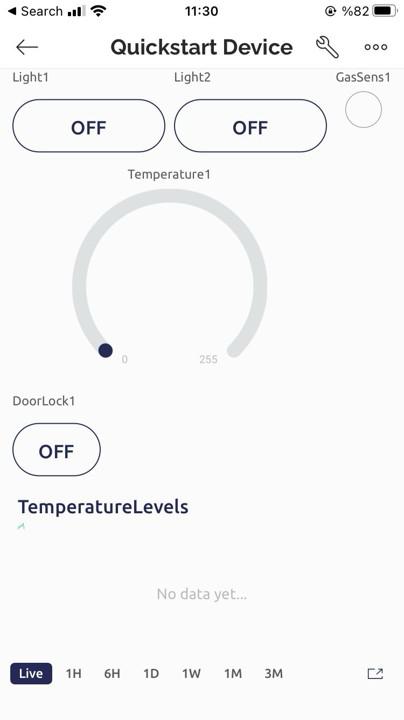 Search 11:30 %82
Quickstart Device
Light1 Light2 GasSens1
OFF OFF
Temperature1
0 255
DoorLock1
OFF
TemperatureLevels
No data yet...
Live 1H 6H 1D 1W 1M 3M